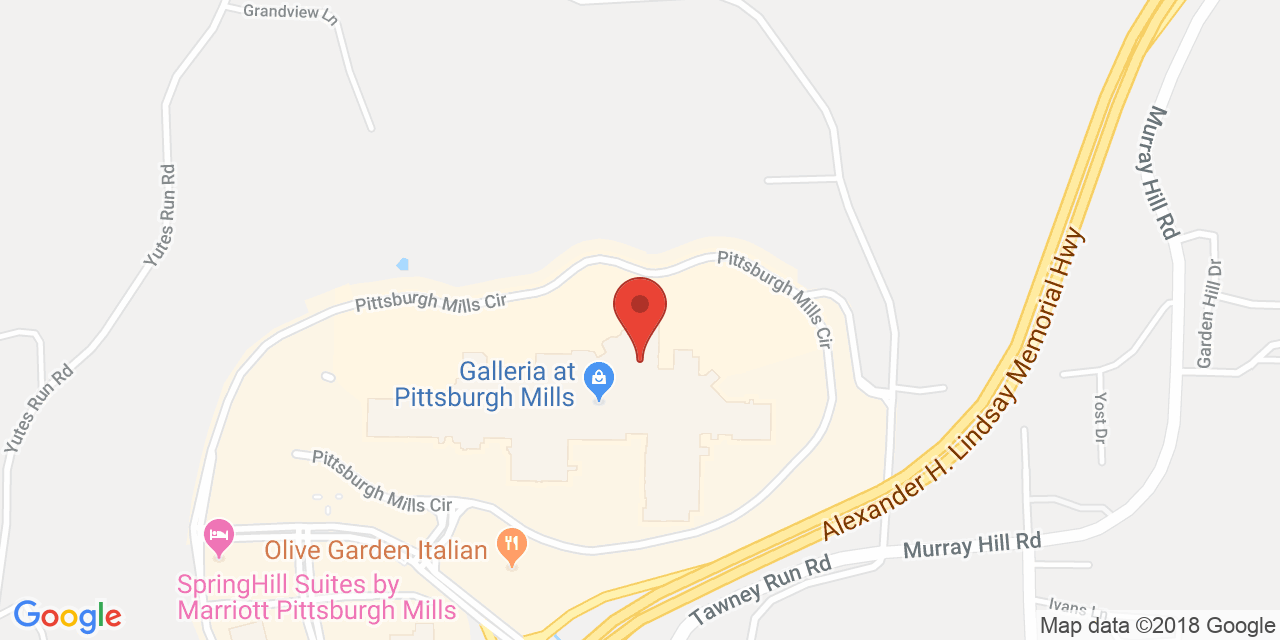 Grandview Ln
Yutes Run Rd
Murray Hill Rd
Pittsburgh Mills Cir
Pittsburgh Mills Cir
Garden Hill Dr
Alexander H. Lindsay Memorial Hwy
Galleria at
Pittsburgh Mills
Yutes Run Rd
Yost Dr
Pittsburgh Mills Cir
Olive Garden Italian
Murray Hill Rd
SpringHill Suites by
Marriott Pittsburgh Mills
Tawney Run Rd
Ivans Ln
Google
Map data ©2018 Google